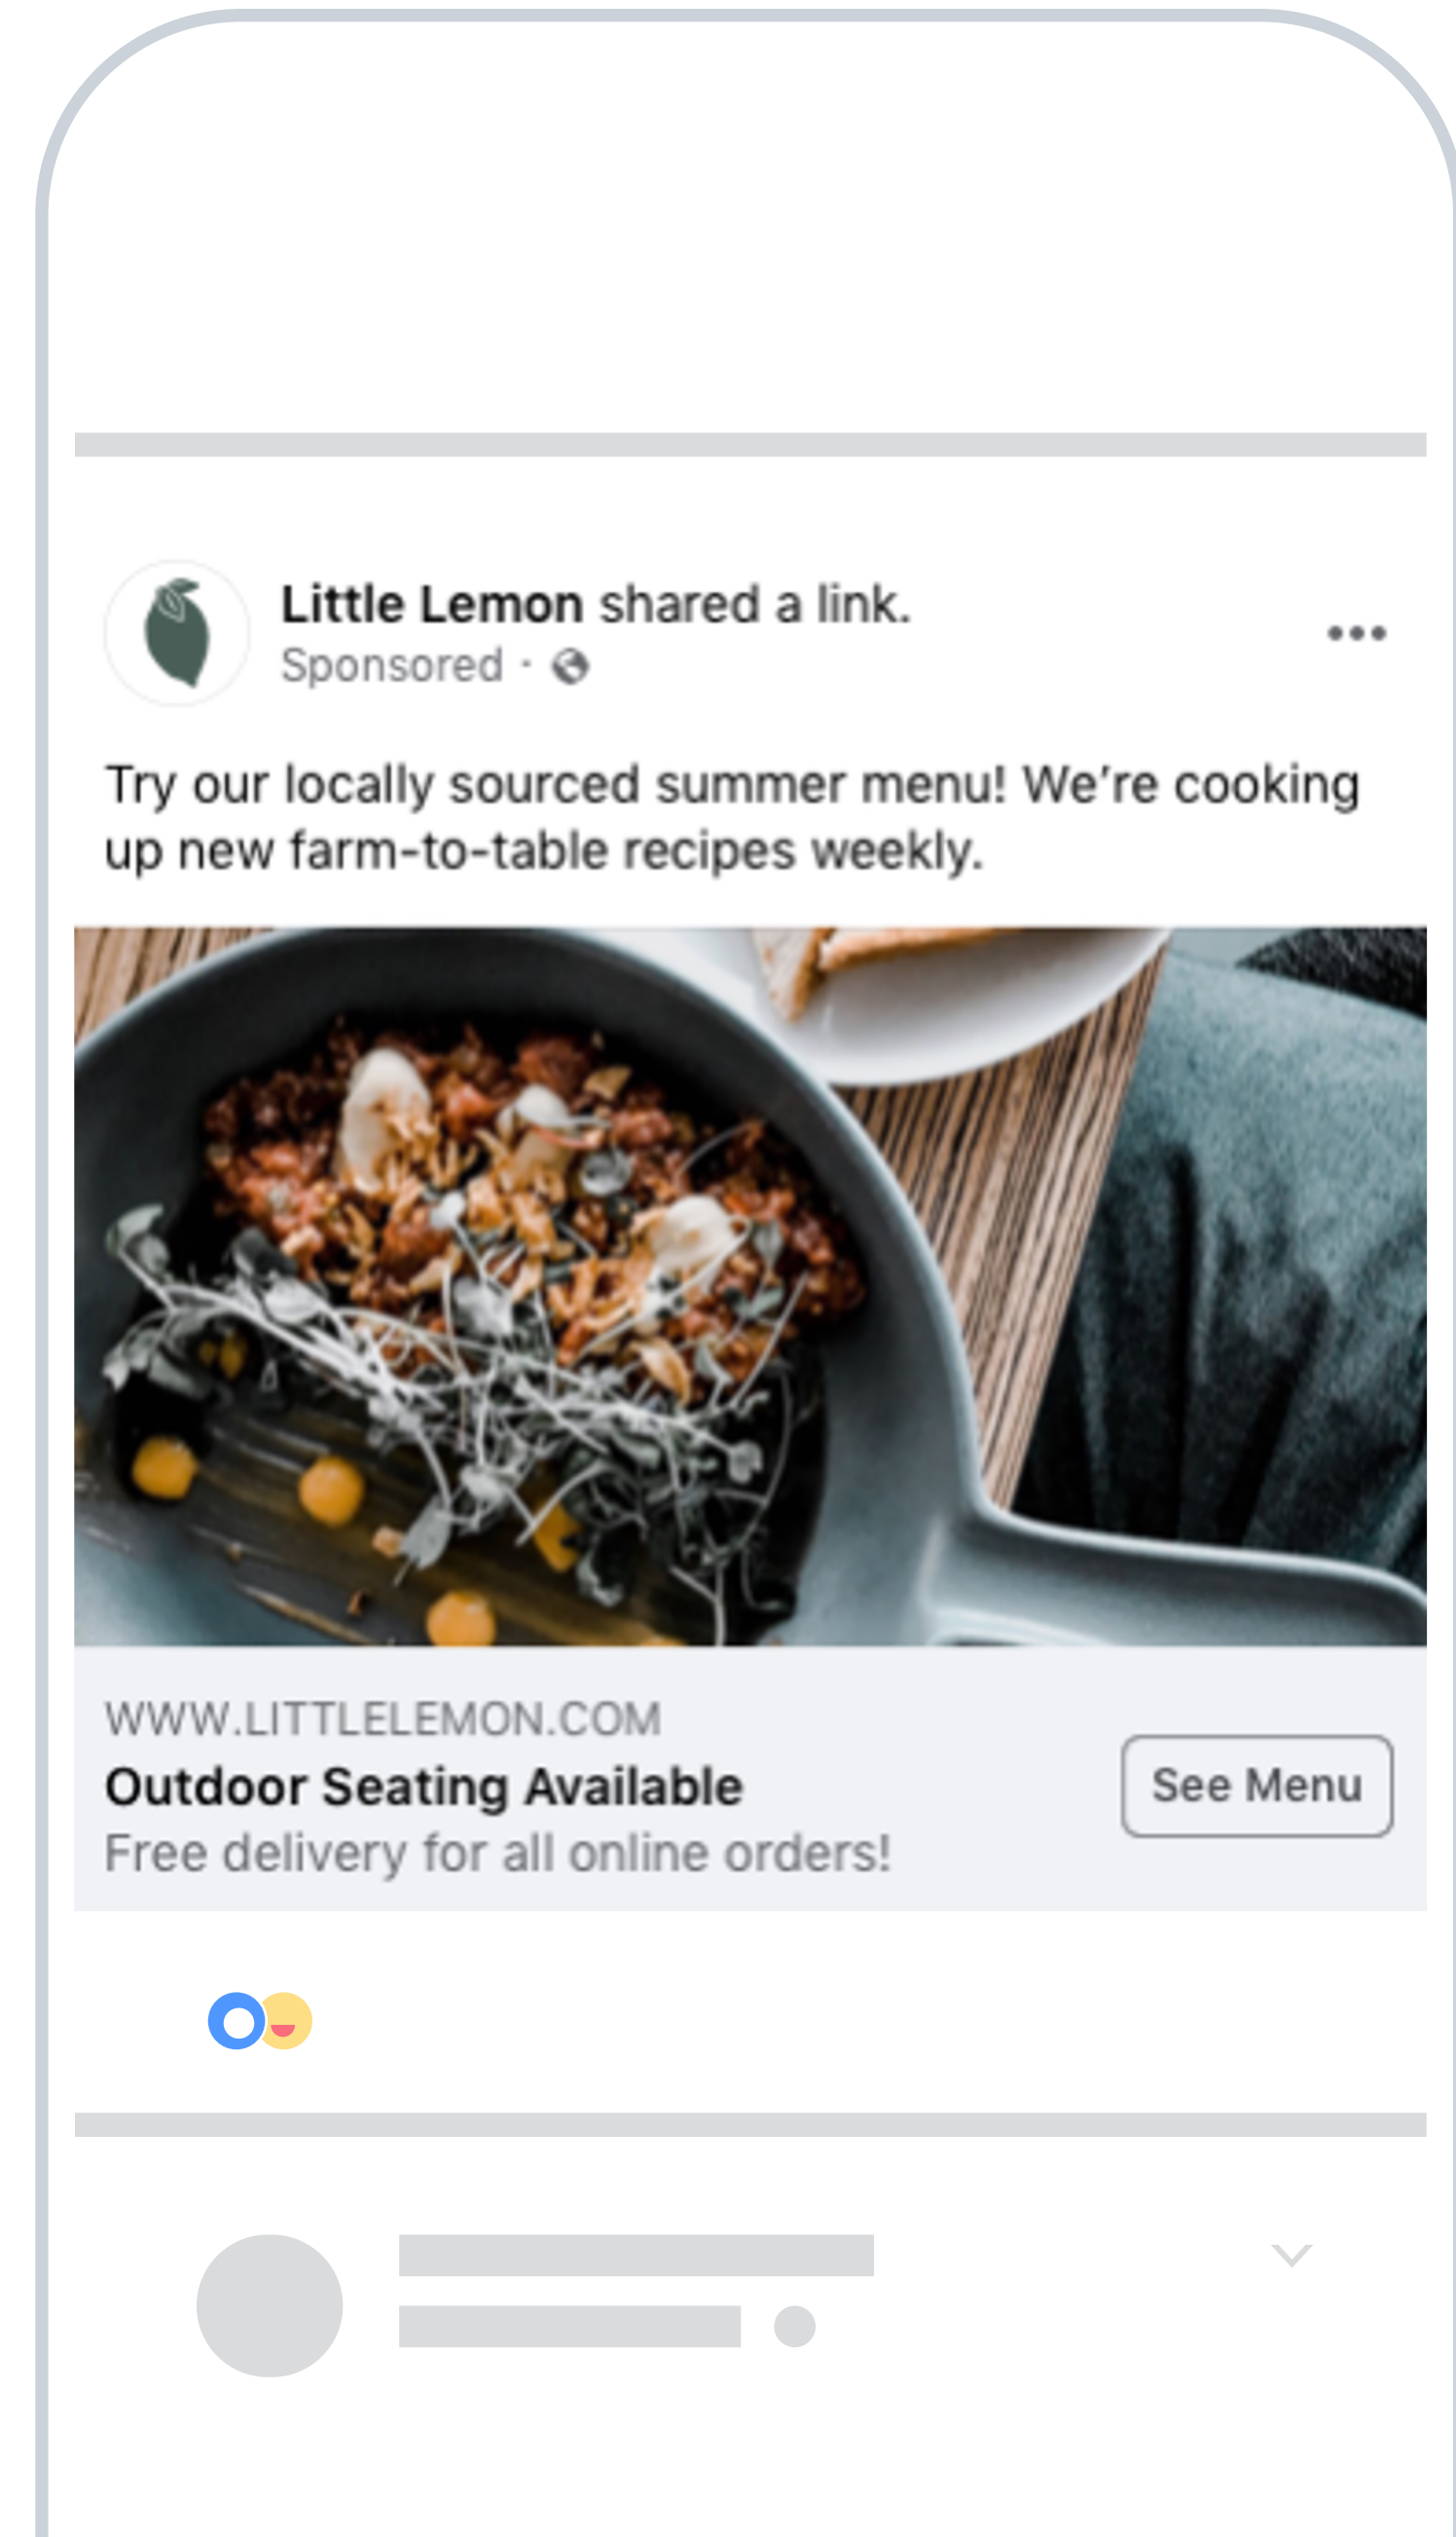 Little Lemon shared a link.
Sponsored ·
Try our locally sourced summer menu! We’re cooking
up new farm-to-table recipes weekly.
WWW.LITTLELEMON.COM
Outdoor Seating Available
Free delivery for all online orders!
See Menu